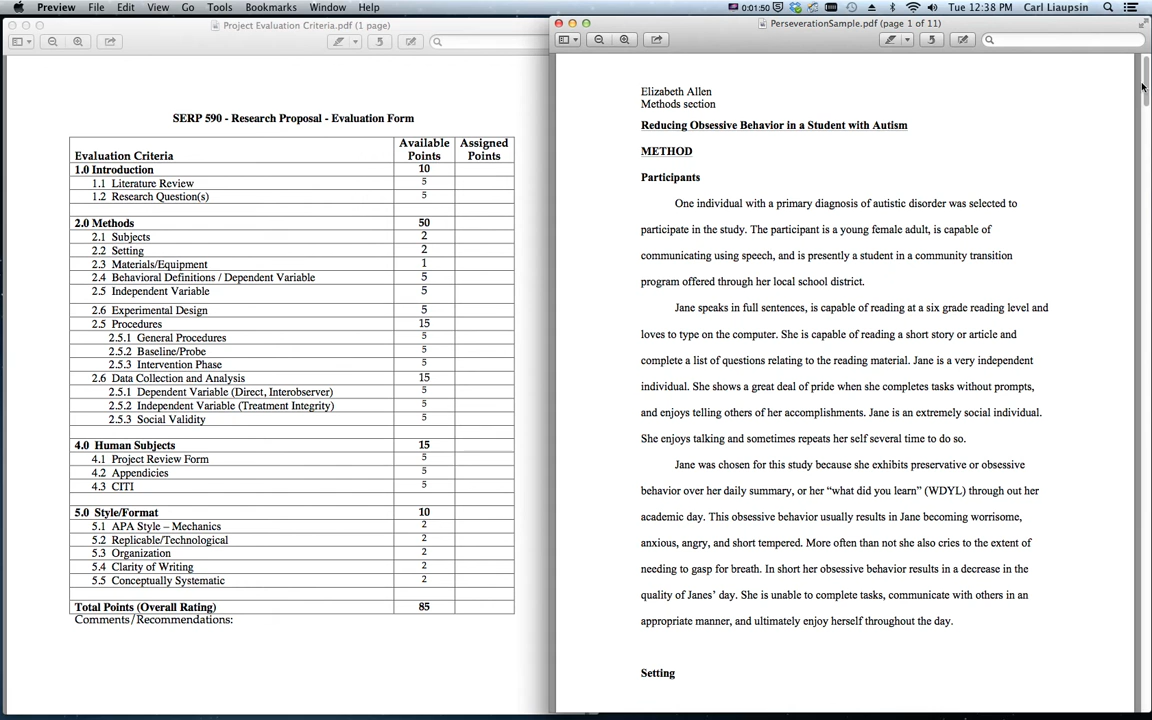 Preview File Edit View Go Tools Bookmarks Window Help 0:01:50 Tue 12:38 PM Carl Liaupsin
Project Evaluation Criteria.pdf (1 page)
SERP 590 - Research Proposal - Evaluation Form
Evaluation Criteria Available Points Assigned Points
1.0 Introduction 10
1.1 Literature Review 5
1.2 Research Question(s) 5
2.0 Methods 50
2.1 Subjects 2
2.2 Setting 2
2.3 Materials/Equipment 1
2.4 Behavioral Definitions / Dependent Variable 5
2.5 Independent Variable 5
2.6 Experimental Design 5
2.5 Procedures 15
2.5.1 General Procedures 5
2.5.2 Baseline/Probe 5
2.5.3 Intervention Phase 5
2.6 Data Collection and Analysis 15
2.5.1 Dependent Variable (Direct, Interobserver) 5
2.5.2 Independent Variable (Treatment Integrity) 5
2.5.3 Social Validity 5
4.0 Human Subjects 15
4.1 Project Review Form 5
4.2 Appendicies 5
4.3 CITI 5
5.0 Style/Format 10
5.1 APA Style – Mechanics 2
5.2 Replicable/Technological 2
5.3 Organization 2
5.4 Clarity of Writing 2
5.5 Conceptually Systematic 2
Total Points (Overall Rating) 85
Comments/Recommendations:
PerseverationSample.pdf (page 1 of 11)
Elizabeth Allen
Methods section
Reducing Obsessive Behavior in a Student with Autism
METHOD
Participants
One individual with a primary diagnosis of autistic disorder was selected to
participate in the study. The participant is a young female adult, is capable of
communicating using speech, and is presently a student in a community transition
program offered through her local school district.
Jane speaks in full sentences, is capable of reading at a six grade reading level and
loves to type on the computer. She is capable of reading a short story or article and
complete a list of questions relating to the reading material. Jane is a very independent
individual. She shows a great deal of pride when she completes tasks without prompts,
and enjoys telling others of her accomplishments. Jane is an extremely social individual.
She enjoys talking and sometimes repeats her self several time to do so.
Jane was chosen for this study because she exhibits preservative or obsessive
behavior over her daily summary, or her “what did you learn” (WDYL) through out her
academic day. This obsessive behavior usually results in Jane becoming worrisome,
anxious, angry, and short tempered. More often than not she also cries to the extent of
needing to gasp for breath. In short her obsessive behavior results in a decrease in the
quality of Janes’ day. She is unable to complete tasks, communicate with others in an
appropriate manner, and ultimately enjoy herself throughout the day.
Setting